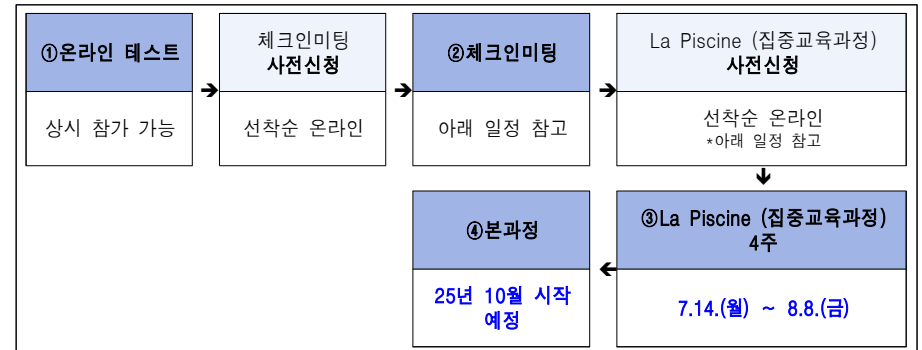 ①온라인 테스트
상시 참가 가능
➔
체크인미팅
사전신청
선착순 온라인
➔
②체크인미팅
아래 일정 참고
➔
La Piscine (집중교육과정)
사전신청
선착순 온라인
*아래 일정 참고
③La Piscine (집중교육과정)
4주
7.14.(월) ~ 8.8.(금)
④본과정
25년 10월 시작
예정